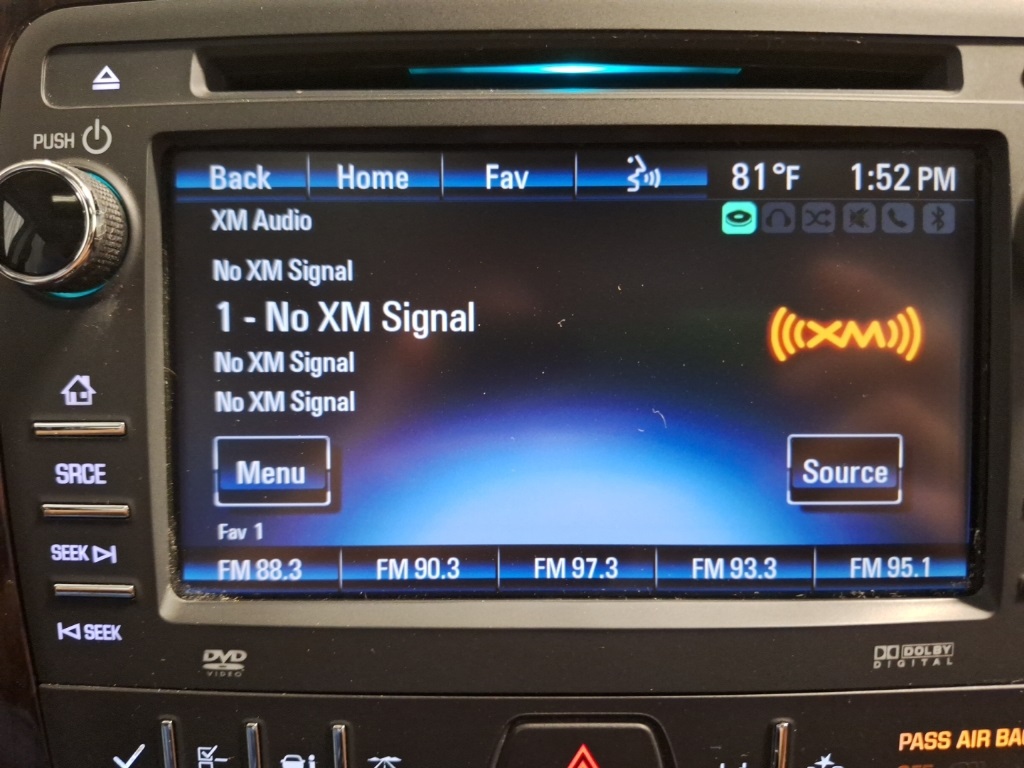 PUSH
Back Home Fav 81°F 1:52 PM
XM Audio
No XM Signal
1 - No XM Signal
XM
No XM Signal
No XM Signal
SRCE
Menu Source
Fav 1
SEEK
FM 88.3 FM 90.3 FM 97.3 FM 93.3 FM 95.1
SEEK
DVD
VIDEO
DOLBY
DIGITAL
PASS AIR